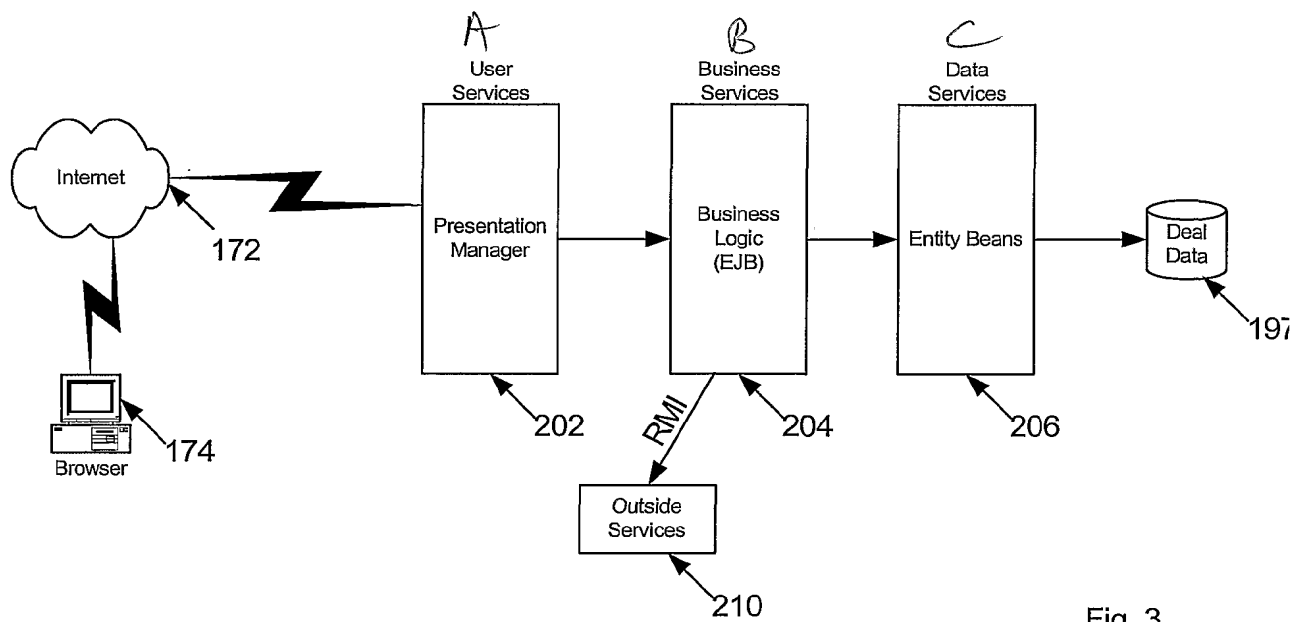 A
B
C
User
Services
Business
Services
Data
Services
Internet
172
Presentation
Manager
Business
Logic
(EJB)
Entity Beans
Deal
Data
197
202
204
206
RMI
174
Browser
Outside
Services
210
Fig. 3